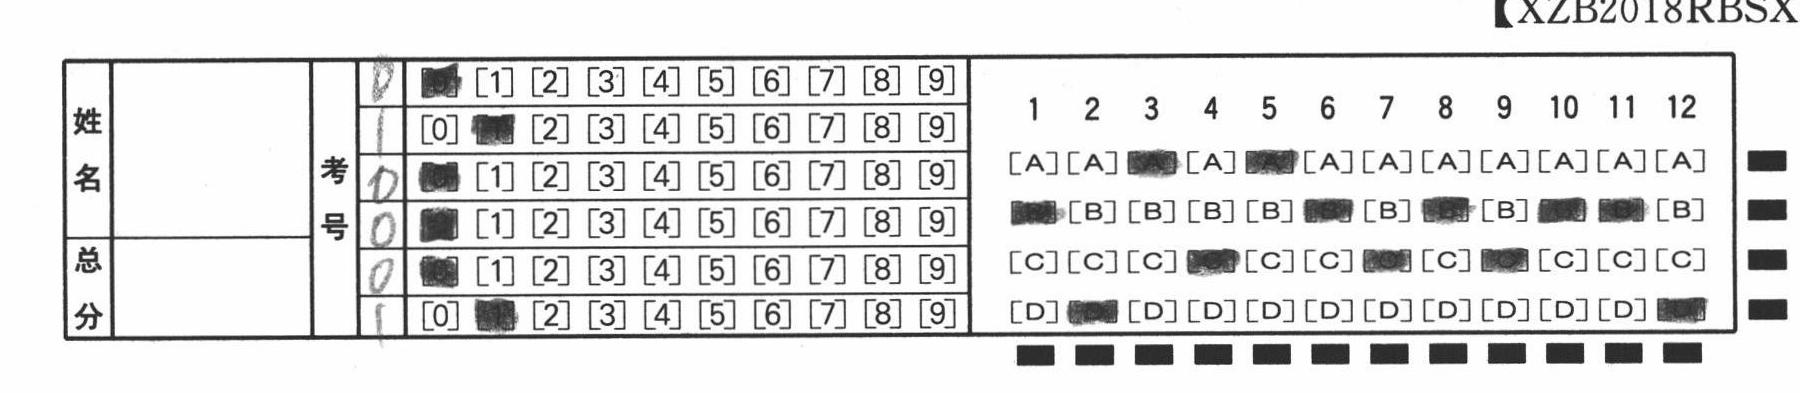 【XZB2018RBSX
姓名
总分
考号
0 [1] [2] [3] [4] [5] [6] [7] [8] [9]
1 [0] [2] [3] [4] [5] [6] [7] [8] [9]
0 [1] [2] [3] [4] [5] [6] [7] [8] [9]
0 [1] [2] [3] [4] [5] [6] [7] [8] [9]
0 [1] [2] [3] [4] [5] [6] [7] [8] [9]
1 [0] [2] [3] [4] [5] [6] [7] [8] [9]
1 2 3 4 5 6 7 8 9 10 11 12
[A] [A] [A] [A] [A] [A] [A] [A] [A] [A] [A] [A]
[B] [B] [B] [B] [B] [B] [B] [B] [B] [B] [B] [B]
[C] [C] [C] [C] [C] [C] [C] [C] [C] [C] [C] [C]
[D] [D] [D] [D] [D] [D] [D] [D] [D] [D] [D] [D]